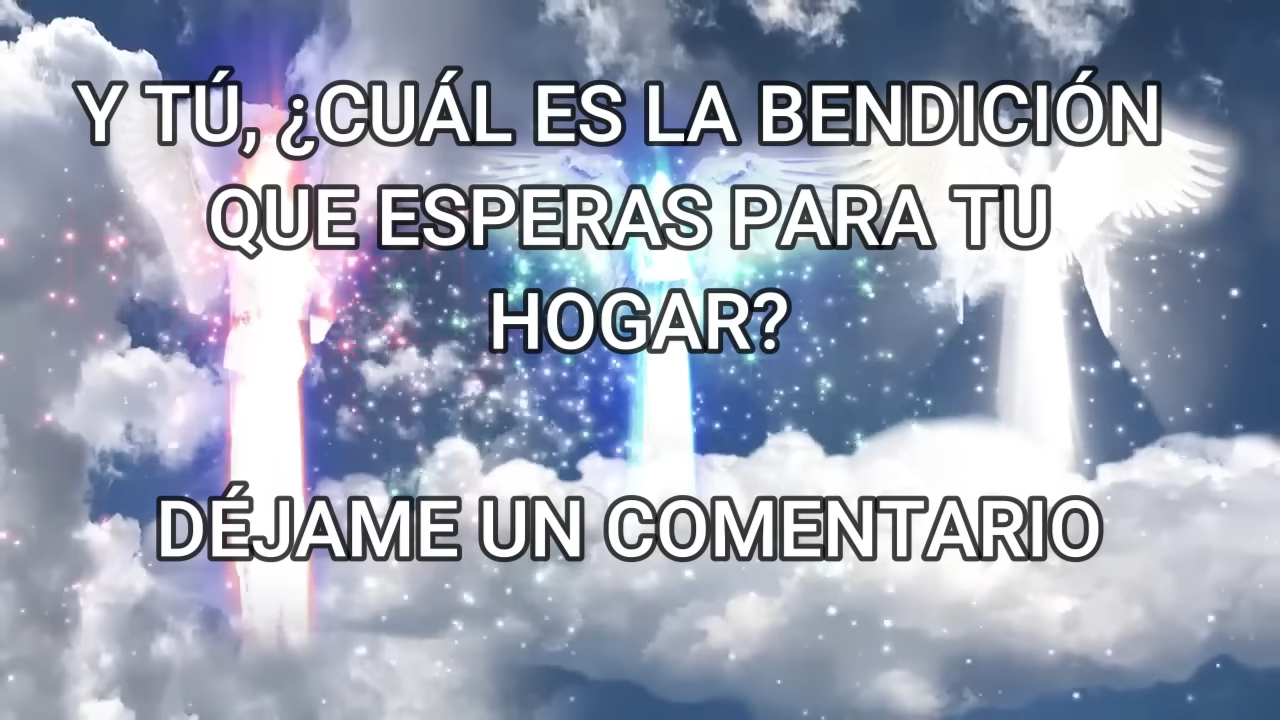 Y TÚ, ¿CUÁL ES LA BENDICIÓN
QUE ESPERAS PARA TU
HOGAR?
DÉJAME UN COMENTARIO